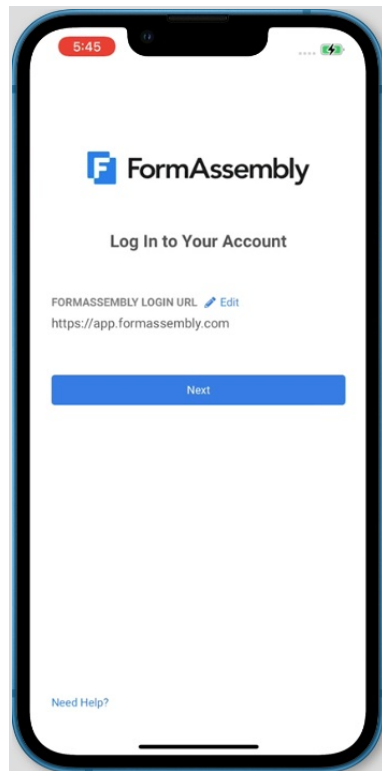 5:45
FormAssembly
Log In to Your Account
FORMASSEMBLY LOGIN URL Edit
https://app.formassembly.com
Next
Need Help?